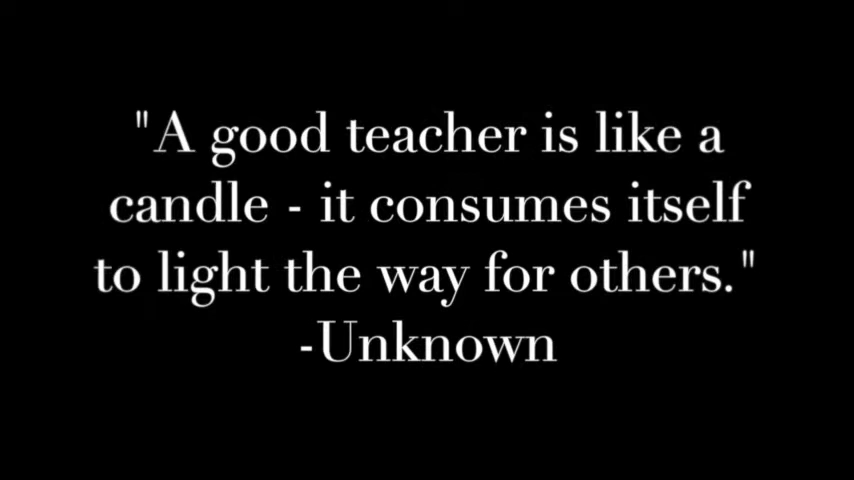 "A good teacher is like a
candle - it consumes itself
to light the way for others."
-Unknown